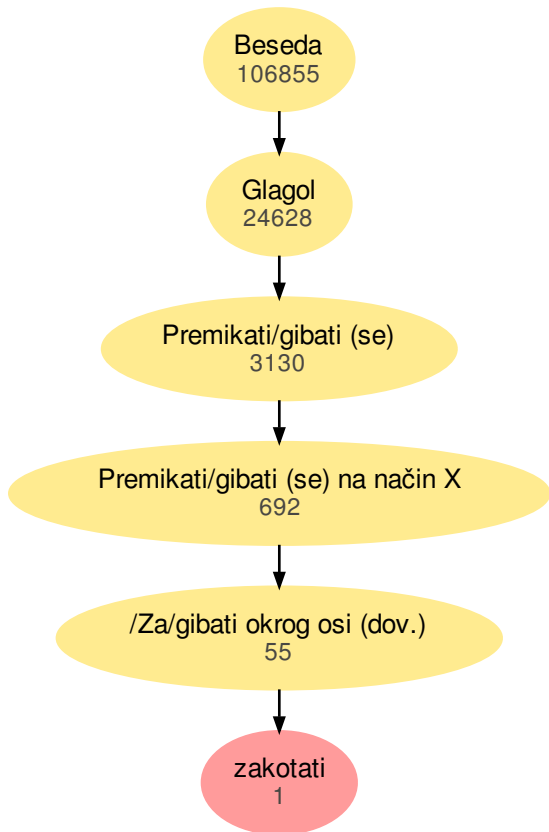 Beseda
106855
Glagol
24628
Premikati/gibati (se)
3130
Premikati/gibati (se) na način X
692
/Za/gibati okrog osi (dov.)
55
zakotati
1